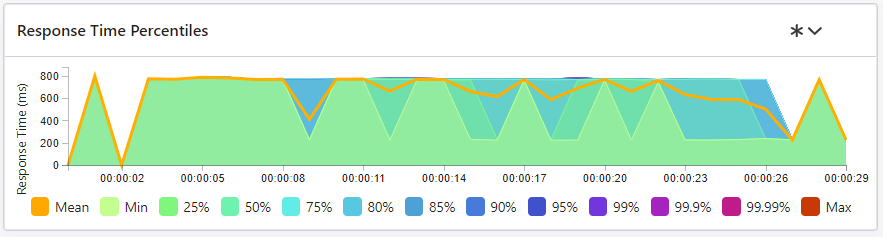 Response Time Percentiles
Response Time (ms)
800
600
400
200
0
00:00:02 00:00:05 00:00:08 00:00:11 00:00:14 00:00:17 00:00:20 00:00:23 00:00:26 00:00:29
Mean Min 25% 50% 75% 80% 85% 90% 95% 99% 99.9% 99.99% Max